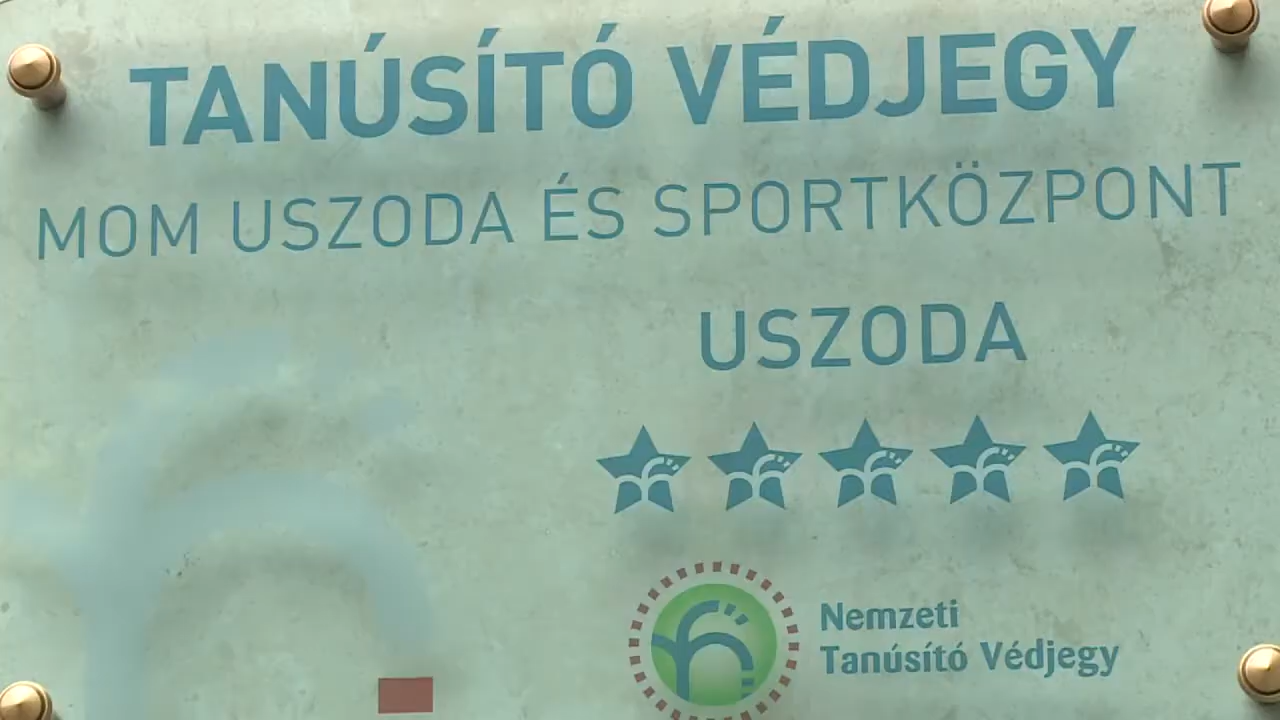 TANÚSÍTÓ VÉDJEGY
MOM USZODA ÉS SPORTKÖZPONT
USZODA
Nemzeti
Tanúsító Védjegy